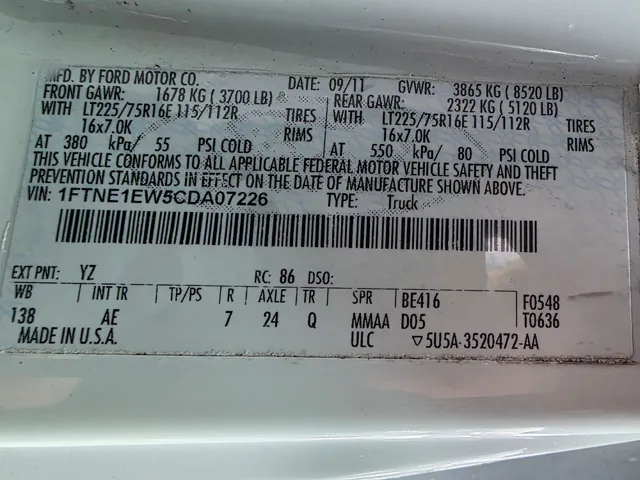 MFD. BY FORD MOTOR CO. DATE: 09/11 GVWR: 3865 KG ( 8520 LB)
FRONT GAWR: 1678 KG ( 3700 LB) REAR GAWR: 2322 KG ( 5120 LB)
WITH LT225/75R16E 115/112R TIRES WITH LT225/75R16E 115/112R TIRES
16x7.0K RIMS 16x7.0K RIMS
AT 380 kPa/ 55 PSI COLD AT 550 kPa/ 80 PSI COLD
THIS VEHICLE CONFORMS TO ALL APPLICABLE FEDERAL MOTOR VEHICLE SAFETY AND THEFT
PREVENTION STANDARDS IN EFFECT ON THE DATE OF MANUFACTURE SHOWN ABOVE.
VIN: 1FTNE1EW5CDA07226 TYPE: Truck
EXT PNT: YZ RC: 86 DSO:
WB INT TR TP/PS R AXLE TR SPR BE416 F0548
138 AE 7 24 Q MMAA D05 T0636
MADE IN U.S.A. ULC ▽5U5A-3520472-AA